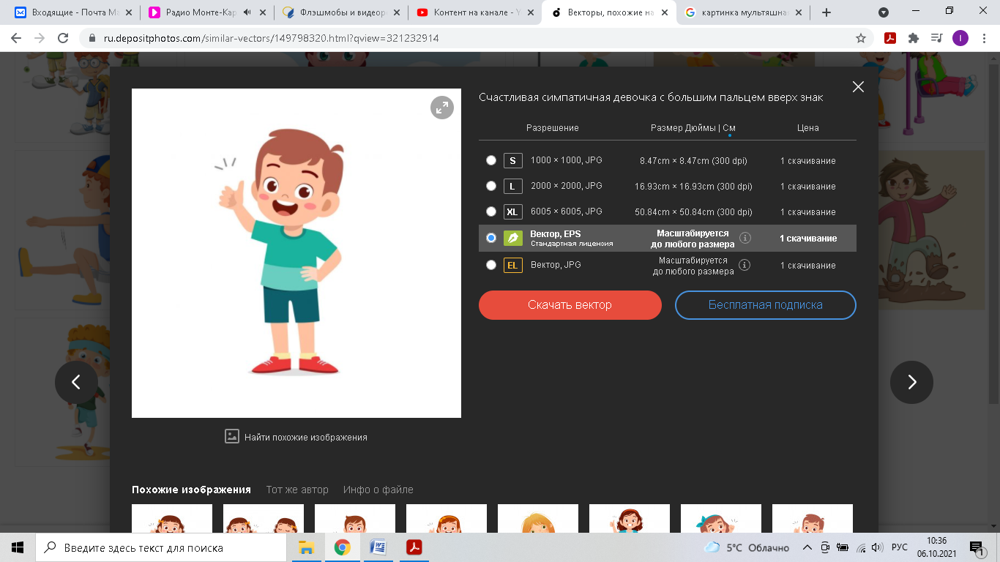 Входящие - Почта Ma
Радио Монте-Кар
Флэшмобы и видеор
Контент на канале - Y
Векторы, похожие на
картинка мультяшна
ru.depositphotos.com/similar-vectors/149798320.html?qview=321232914
I
Счастливая симпатичная девочка с большим пальцем вверх знак
Разрешение Размер Дюймы | См Цена
S 1000 × 1000, JPG 8.47cm × 8.47cm (300 dpi) 1 скачивание
L 2000 × 2000, JPG 16.93cm × 16.93cm (300 dpi) 1 скачивание
XL 6005 × 6005, JPG 50.84cm × 50.84cm (300 dpi) 1 скачивание
Вектор, EPS Масштабируется
Стандартная лицензия до любого размера 1 скачивание
EL Вектор, JPG Масштабируется
до любого размера 1 скачивание
Скачать вектор Бесплатная подписка
Найти похожие изображения
Похожие изображения Тот же автор Инфо о файле
Введите здесь текст для поиска
5°C Облачно
РУС
10:36
06.10.2021
1